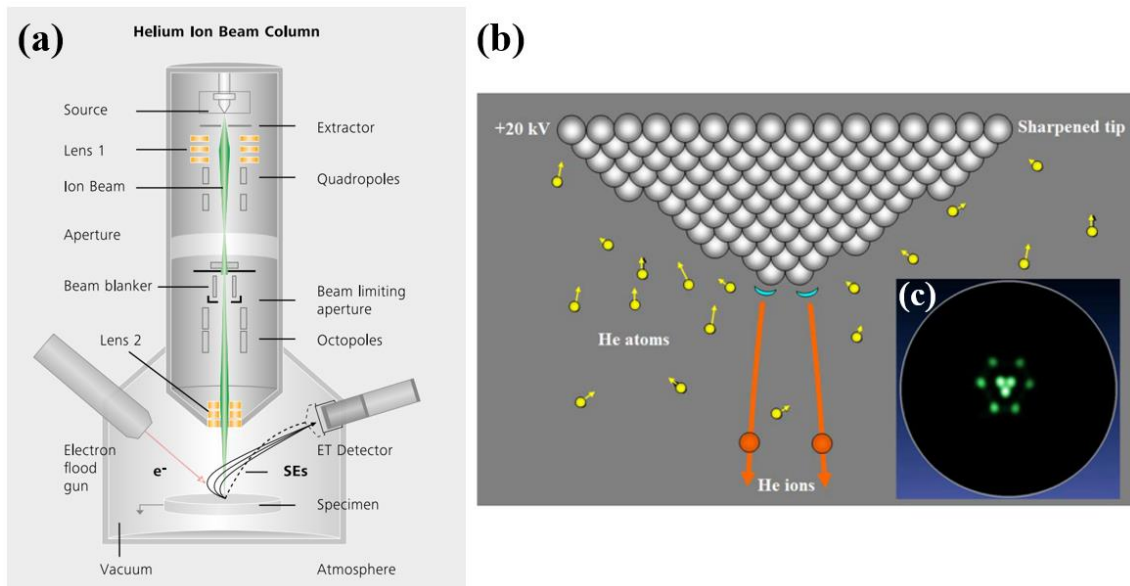 (a)
Helium Ion Beam Column
Source
Extractor
Lens 1
Ion Beam
Quadropoles
Aperture
Beam blanker
Beam limiting
aperture
Octopoles
Lens 2
Electron
flood
gun
e-
SEs
ET Detector
Specimen
Vacuum
Atmosphere
(b)
+20 kV
Sharpened tip
He atoms
He ions
(c)